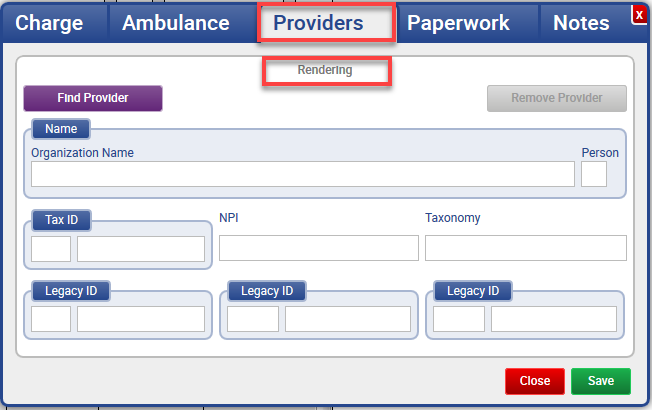 Charge Ambulance Providers Paperwork Notes x
Rendering
Find Provider Remove Provider
Name
Organization Name Person
Tax ID NPI Taxonomy
Legacy ID Legacy ID Legacy ID
Close Save